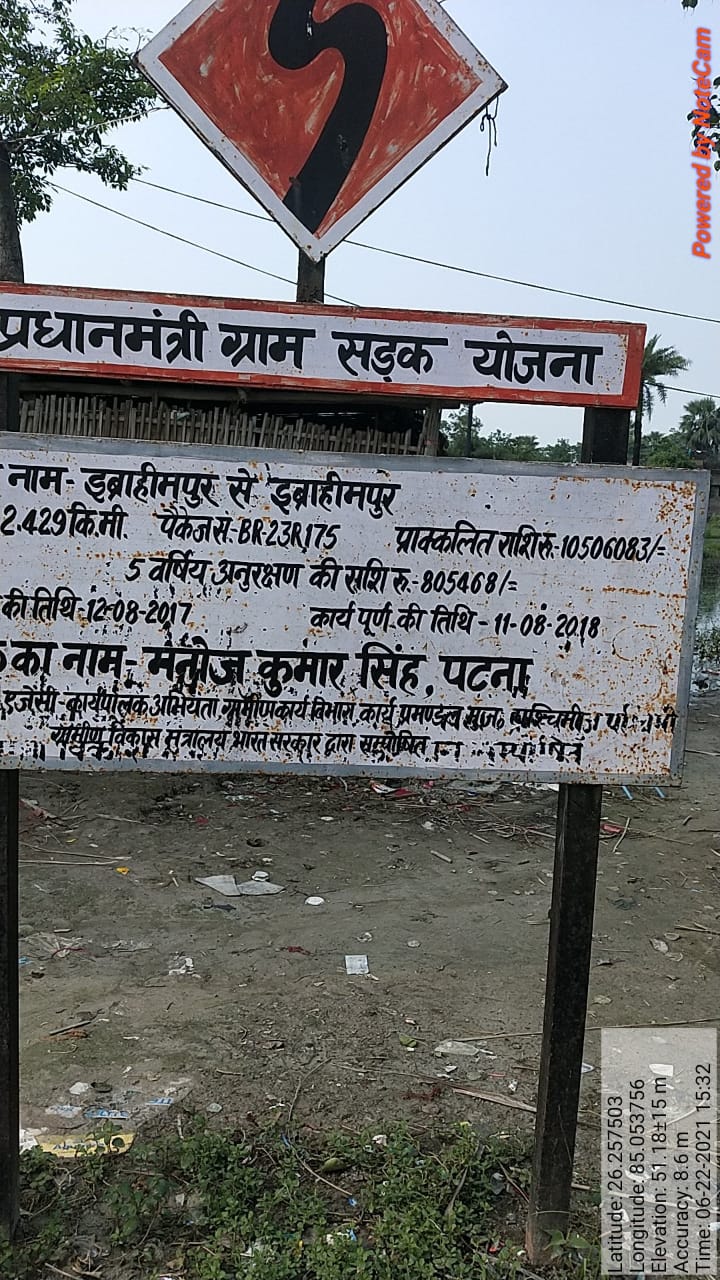 प्रधानमंत्री ग्राम सड़क योजना
नाम- इब्राहीमपुर से इब्राहीमपुर
2.429 कि.मी. पैकेज सं.-BR-23R175 प्राक्कलित राशि रु.-10506083/=
5 वर्षिय अनुरक्षण की राशि रु.-805468/=
की तिथि-12-08-2017 कार्य पूर्ण की तिथि-11-08-2018
का नाम- मनोज कुमार सिंह, पटना
एजेंसी-कार्यपालक अभियंता, ग्रामीण कार्य विभाग, कार्य प्रमण्डल मुज०
ग्रामीण विकास मंत्रालय भारत सरकार द्वारा
Powered by NoteCam
Latitude: 26.257503
Longitude: 85.053756
Elevation: 51.18±15 m
Accuracy: 8.6 m
Time: 06-22-2021 15:32